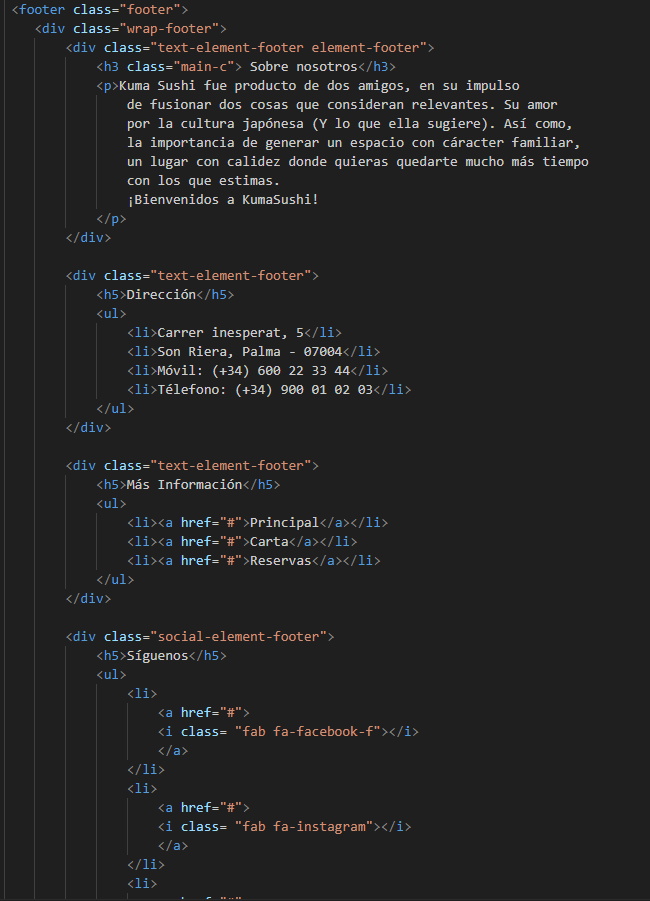 <footer class="footer">
<div class="wrap-footer">
<div class="text-element-footer element-footer">
<h3 class="main-c"> Sobre nosotros</h3>
<p>Kuma Sushi fue producto de dos amigos, en su impulso
de fusionar dos cosas que consideran relevantes. Su amor
por la cultura japónesa (Y lo que ella sugiere). Así como,
la importancia de generar un espacio con cáracter familiar,
un lugar con calidez donde quieras quedarte mucho más tiempo
con los que estimas.
¡Bienvenidos a KumaSushi!
</p>
</div>
<div class="text-element-footer">
<h5>Dirección</h5>
<ul>
<li>Carrer inesperat, 5</li>
<li>Son Riera, Palma - 07004</li>
<li>Móvil: (+34) 600 22 33 44</li>
<li>Télefono: (+34) 900 01 02 03</li>
</ul>
</div>
<div class="text-element-footer">
<h5>Más Información</h5>
<ul>
<li><a href="#">Principal</a></li>
<li><a href="#">Carta</a></li>
<li><a href="#">Reservas</a></li>
</ul>
</div>
<div class="social-element-footer">
<h5>Síguenos</h5>
<ul>
<li>
<a href="#">
<i class= "fab fa-facebook-f"></i>
</a>
</li>
<li>
<a href="#">
<i class= "fab fa-instagram"></i>
</a>
</li>
<li>